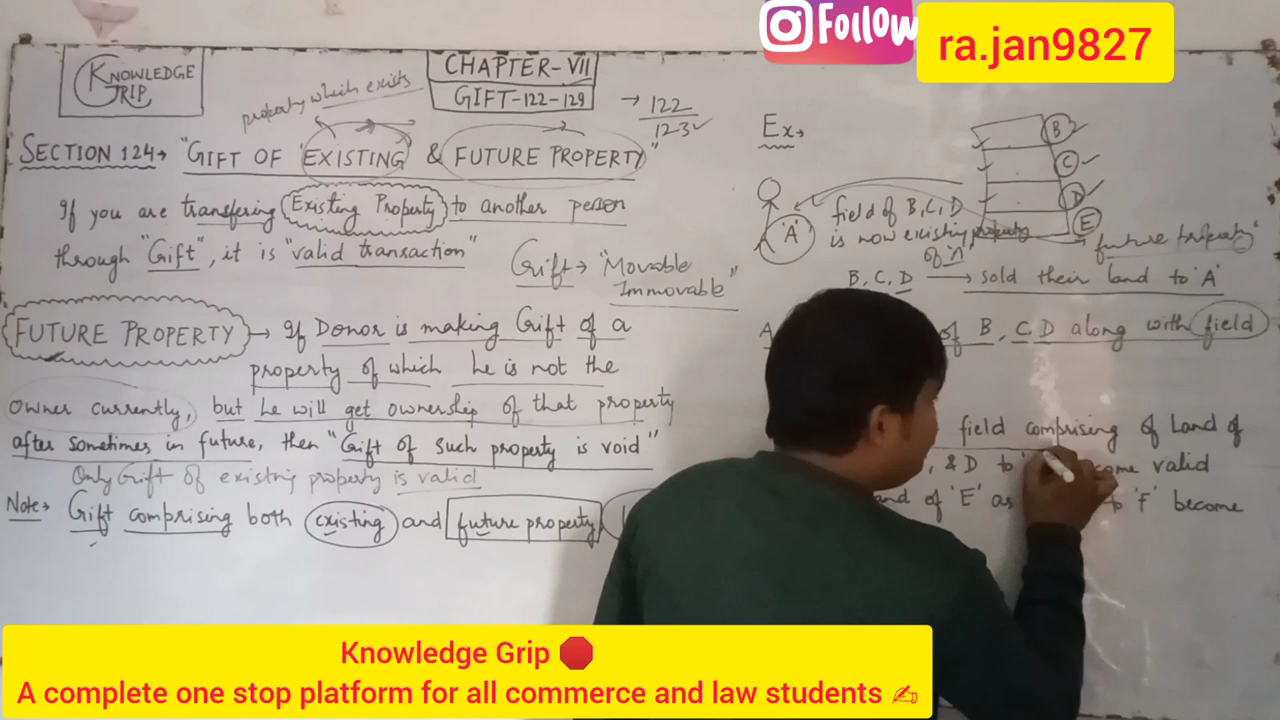 Follow
ra.jan9827
KNOWLEDGE
GRIP
CHAPTER-VII
GIFT-122-129
→ 122
123✓
property which exists
SECTION 124→ "GIFT OF EXISTING & FUTURE PROPERTY"
If you are transfering Existing Property to another person
through "Gift", it is "valid transaction"
Gift → "Movable
Immovable"
FUTURE PROPERTY → If Donor is making Gift of a
property of which he is not the
owner currently, but he will get ownership of that property
after sometimes in future, then "Gift of such property is void"
Only Gift of existing property is valid
Note→ Gift comprising both existing and future property,
Ex→
B ✓
C ✓
D ✓
E
'A'
field of B, C, D
is now existing property
of 'A'
future property
B, C, D → sold their land to 'A'
A
of B, C, D along with field
field comprising of Land of
, & D to valid
of 'E' as to 'F' become
Knowledge Grip 🛑
A complete one stop platform for all commerce and law students ✍